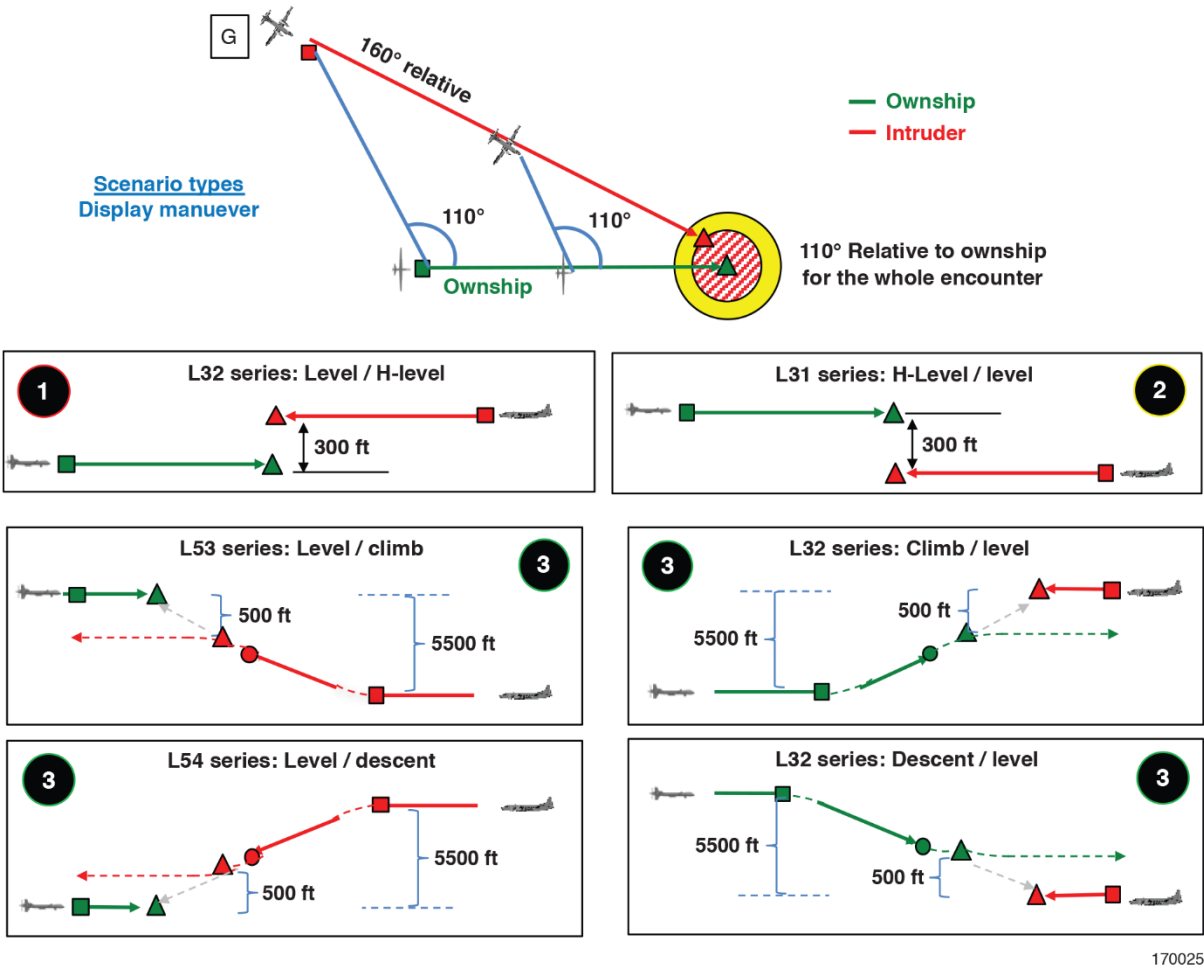 G
160° relative
Ownership
Intruder
Scenario types
Display manuever
110°
110°
Ownship
110° Relative to ownship
for the whole encounter
1
L32 series: Level / H-level
300 ft
L31 series: H-Level / level
2
300 ft
L53 series: Level / climb
3
500 ft
5500 ft
3
L32 series: Climb / level
500 ft
5500 ft
3
L54 series: Level / descent
5500 ft
500 ft
L32 series: Descent / level
3
5500 ft
500 ft
170025